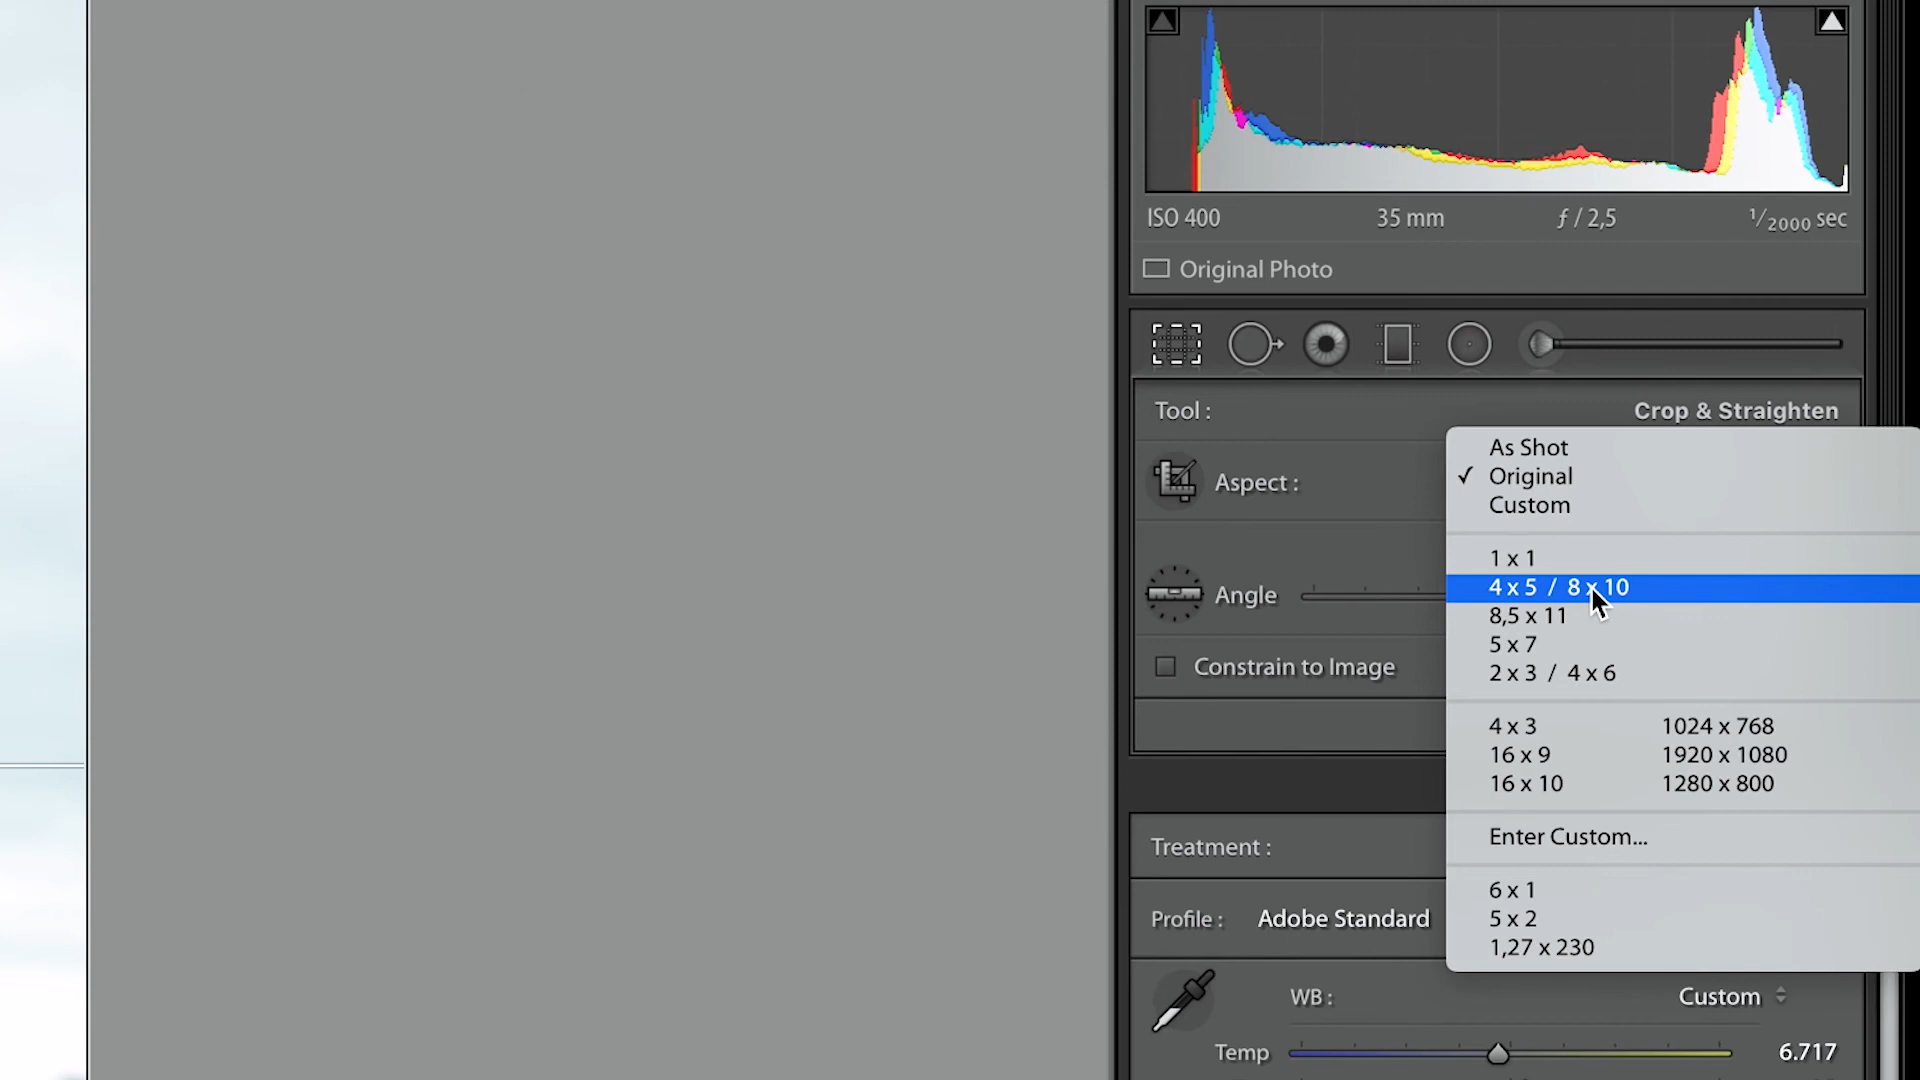 ISO 400 35 mm ƒ / 2,5 1/2000 sec
Original Photo
Tool : Crop & Straighten
Aspect :
As Shot
✓ Original
Custom
1 x 1
4 x 5 / 8 x 10
8,5 x 11
5 x 7
2 x 3 / 4 x 6
4 x 3 1024 x 768
16 x 9 1920 x 1080
16 x 10 1280 x 800
Enter Custom...
6 x 1
5 x 2
1,27 x 230
Angle
Constrain to Image
Treatment :
Profile : Adobe Standard
WB : Custom
Temp 6.717